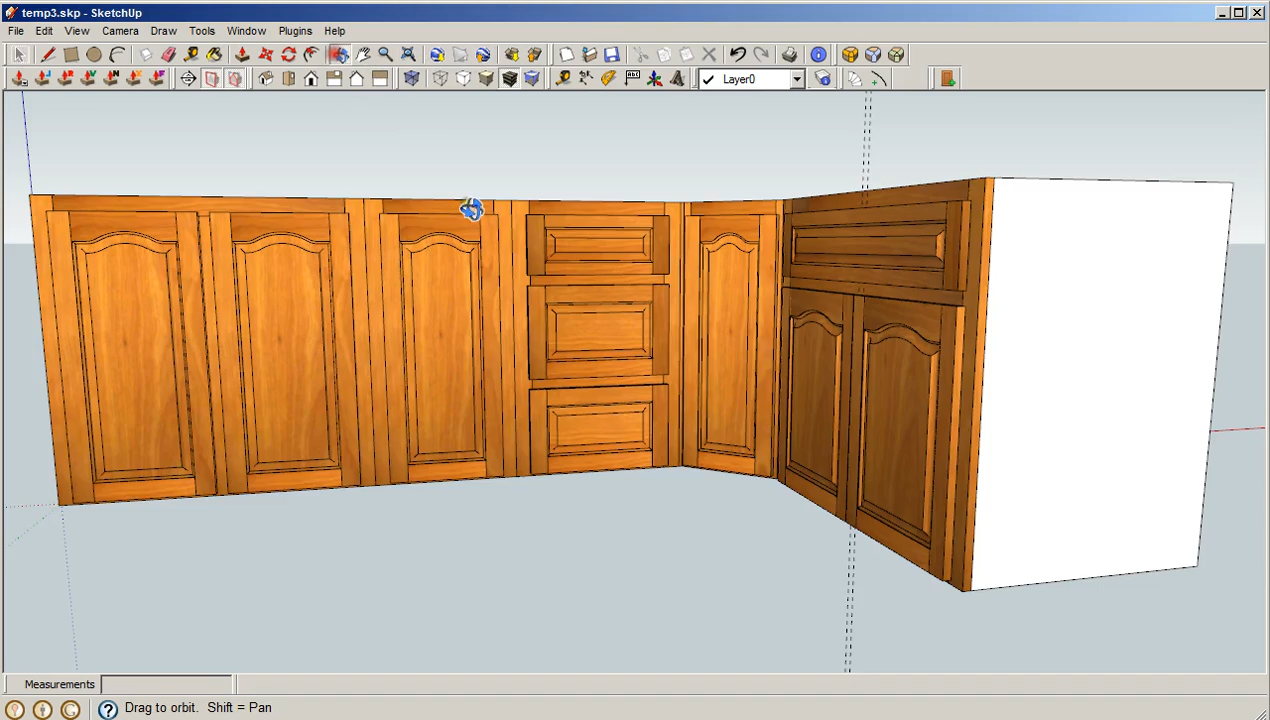 temp3.skp - SketchUp
File Edit View Camera Draw Tools Window Plugins Help
ABC
Layer0
Measurements
Drag to orbit. Shift = Pan